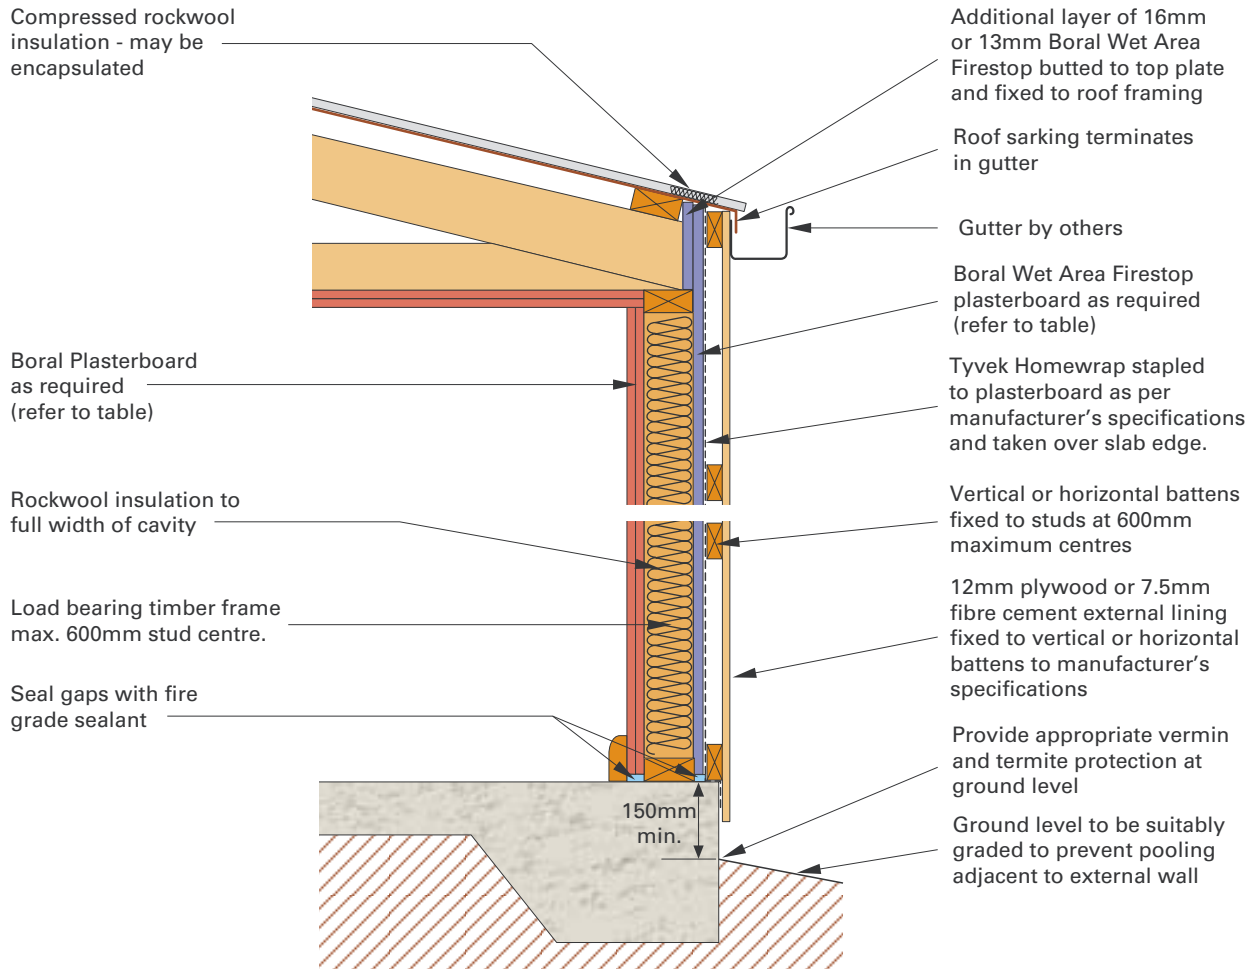 Compressed rockwool
insulation - may be
encapsulated
Boral Plasterboard
as required
(refer to table)
Rockwool insulation to
full width of cavity
Load bearing timber frame
max. 600mm stud centre.
Seal gaps with fire
grade sealant
150mm
min.
Additional layer of 16mm
or 13mm Boral Wet Area
Firestop butted to top plate
and fixed to roof framing
Roof sarking terminates
in gutter
Gutter by others
Boral Wet Area Firestop
plasterboard as required
(refer to table)
Tyvek Homewrap stapled
to plasterboard as per
manufacturer’s specifications
and taken over slab edge.
Vertical or horizontal battens
fixed to studs at 600mm
maximum centres
12mm plywood or 7.5mm
fibre cement external lining
fixed to vertical or horizontal
battens to manufacturer’s
specifications
Provide appropriate vermin
and termite protection at
ground level
Ground level to be suitably
graded to prevent pooling
adjacent to external wall